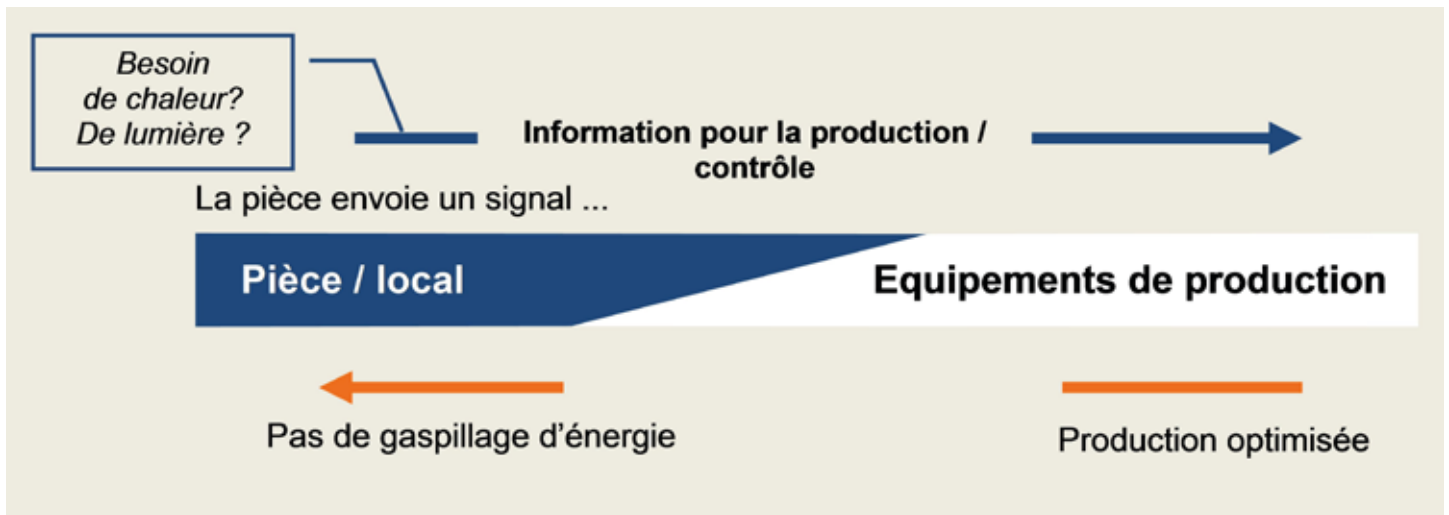 Besoin
de chaleur?
De lumière ?
Information pour la production /
contrôle
La pièce envoie un signal ...
Pièce / local
Equipements de production
Pas de gaspillage d'énergie
Production optimisée